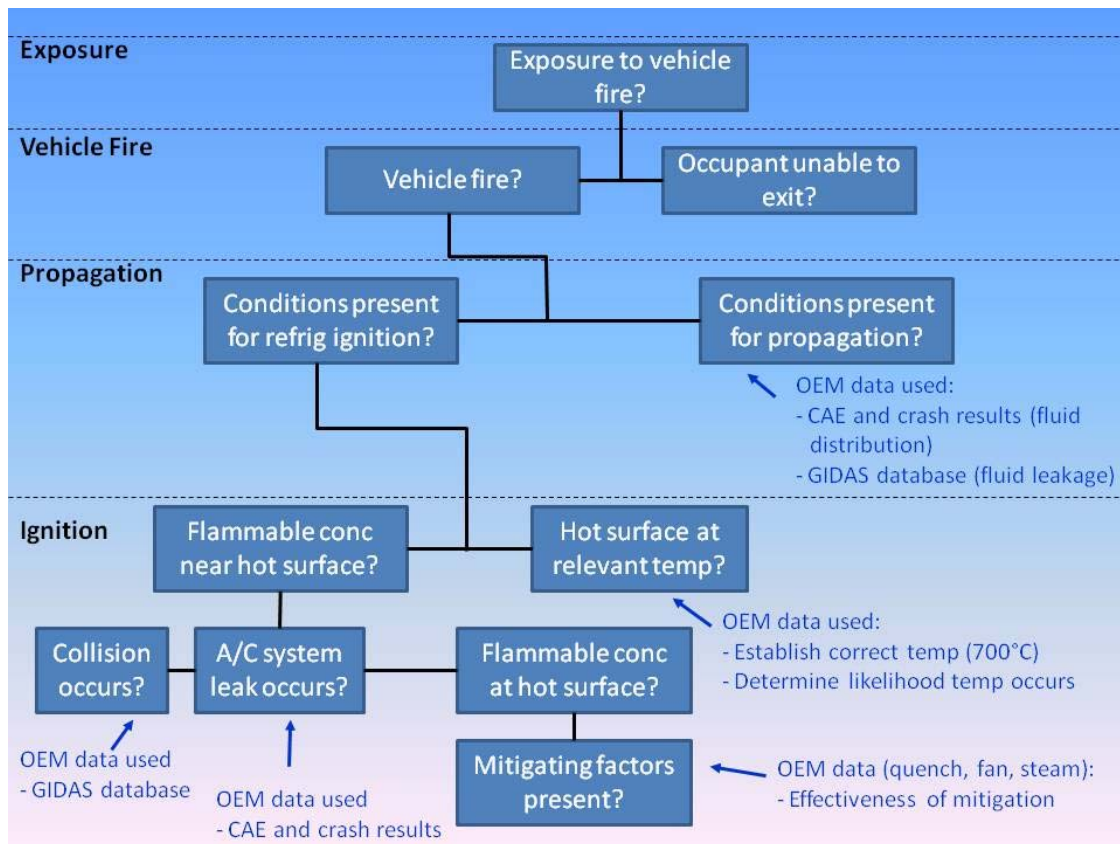 Exposure
Exposure to vehicle
fire?
Vehicle Fire
Vehicle fire?
Occupant unable to
exit?
Propagation
Conditions present
for refrig ignition?
Conditions present
for propagation?
OEM data used:
- CAE and crash results (fluid
distribution)
- GIDAS database (fluid leakage)
Ignition
Flammable conc
near hot surface?
Hot surface at
relevant temp?
OEM data used:
- Establish correct temp (700°C)
- Determine likelihood temp occurs
Collision
occurs?
A/C system
leak occurs?
Flammable conc
at hot surface?
OEM data used
- GIDAS database
OEM data used
- CAE and crash results
Mitigating factors
present?
OEM data (quench, fan, steam):
- Effectiveness of mitigation